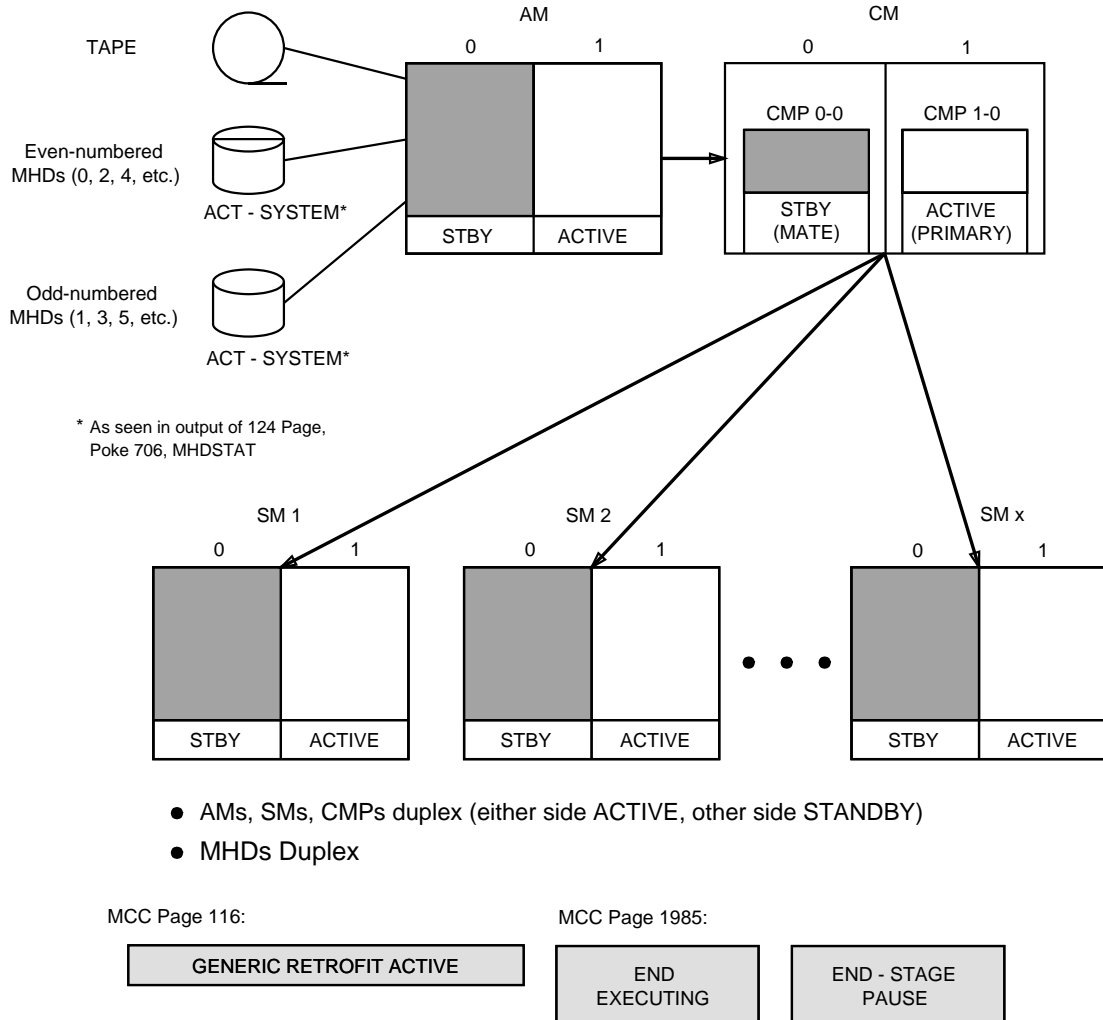 AM
CM
TAPE
0 1
0 1
CMP 0-0
CMP 1-0
Even-numbered
MHDs (0, 2, 4, etc.)
ACT - SYSTEM*
STBY
ACTIVE
STBY
(MATE)
ACTIVE
(PRIMARY)
Odd-numbered
MHDs (1, 3, 5, etc.)
ACT - SYSTEM*
* As seen in output of 124 Page,
Poke 706, MHDSTAT
SM 1
SM 2
SM x
0 1
0 1
0 1
STBY ACTIVE
STBY ACTIVE
STBY ACTIVE
● AMs, SMs, CMPs duplex (either side ACTIVE, other side STANDBY)
● MHDs Duplex
MCC Page 116:
MCC Page 1985:
GENERIC RETROFIT ACTIVE
END
EXECUTING
END - STAGE
PAUSE